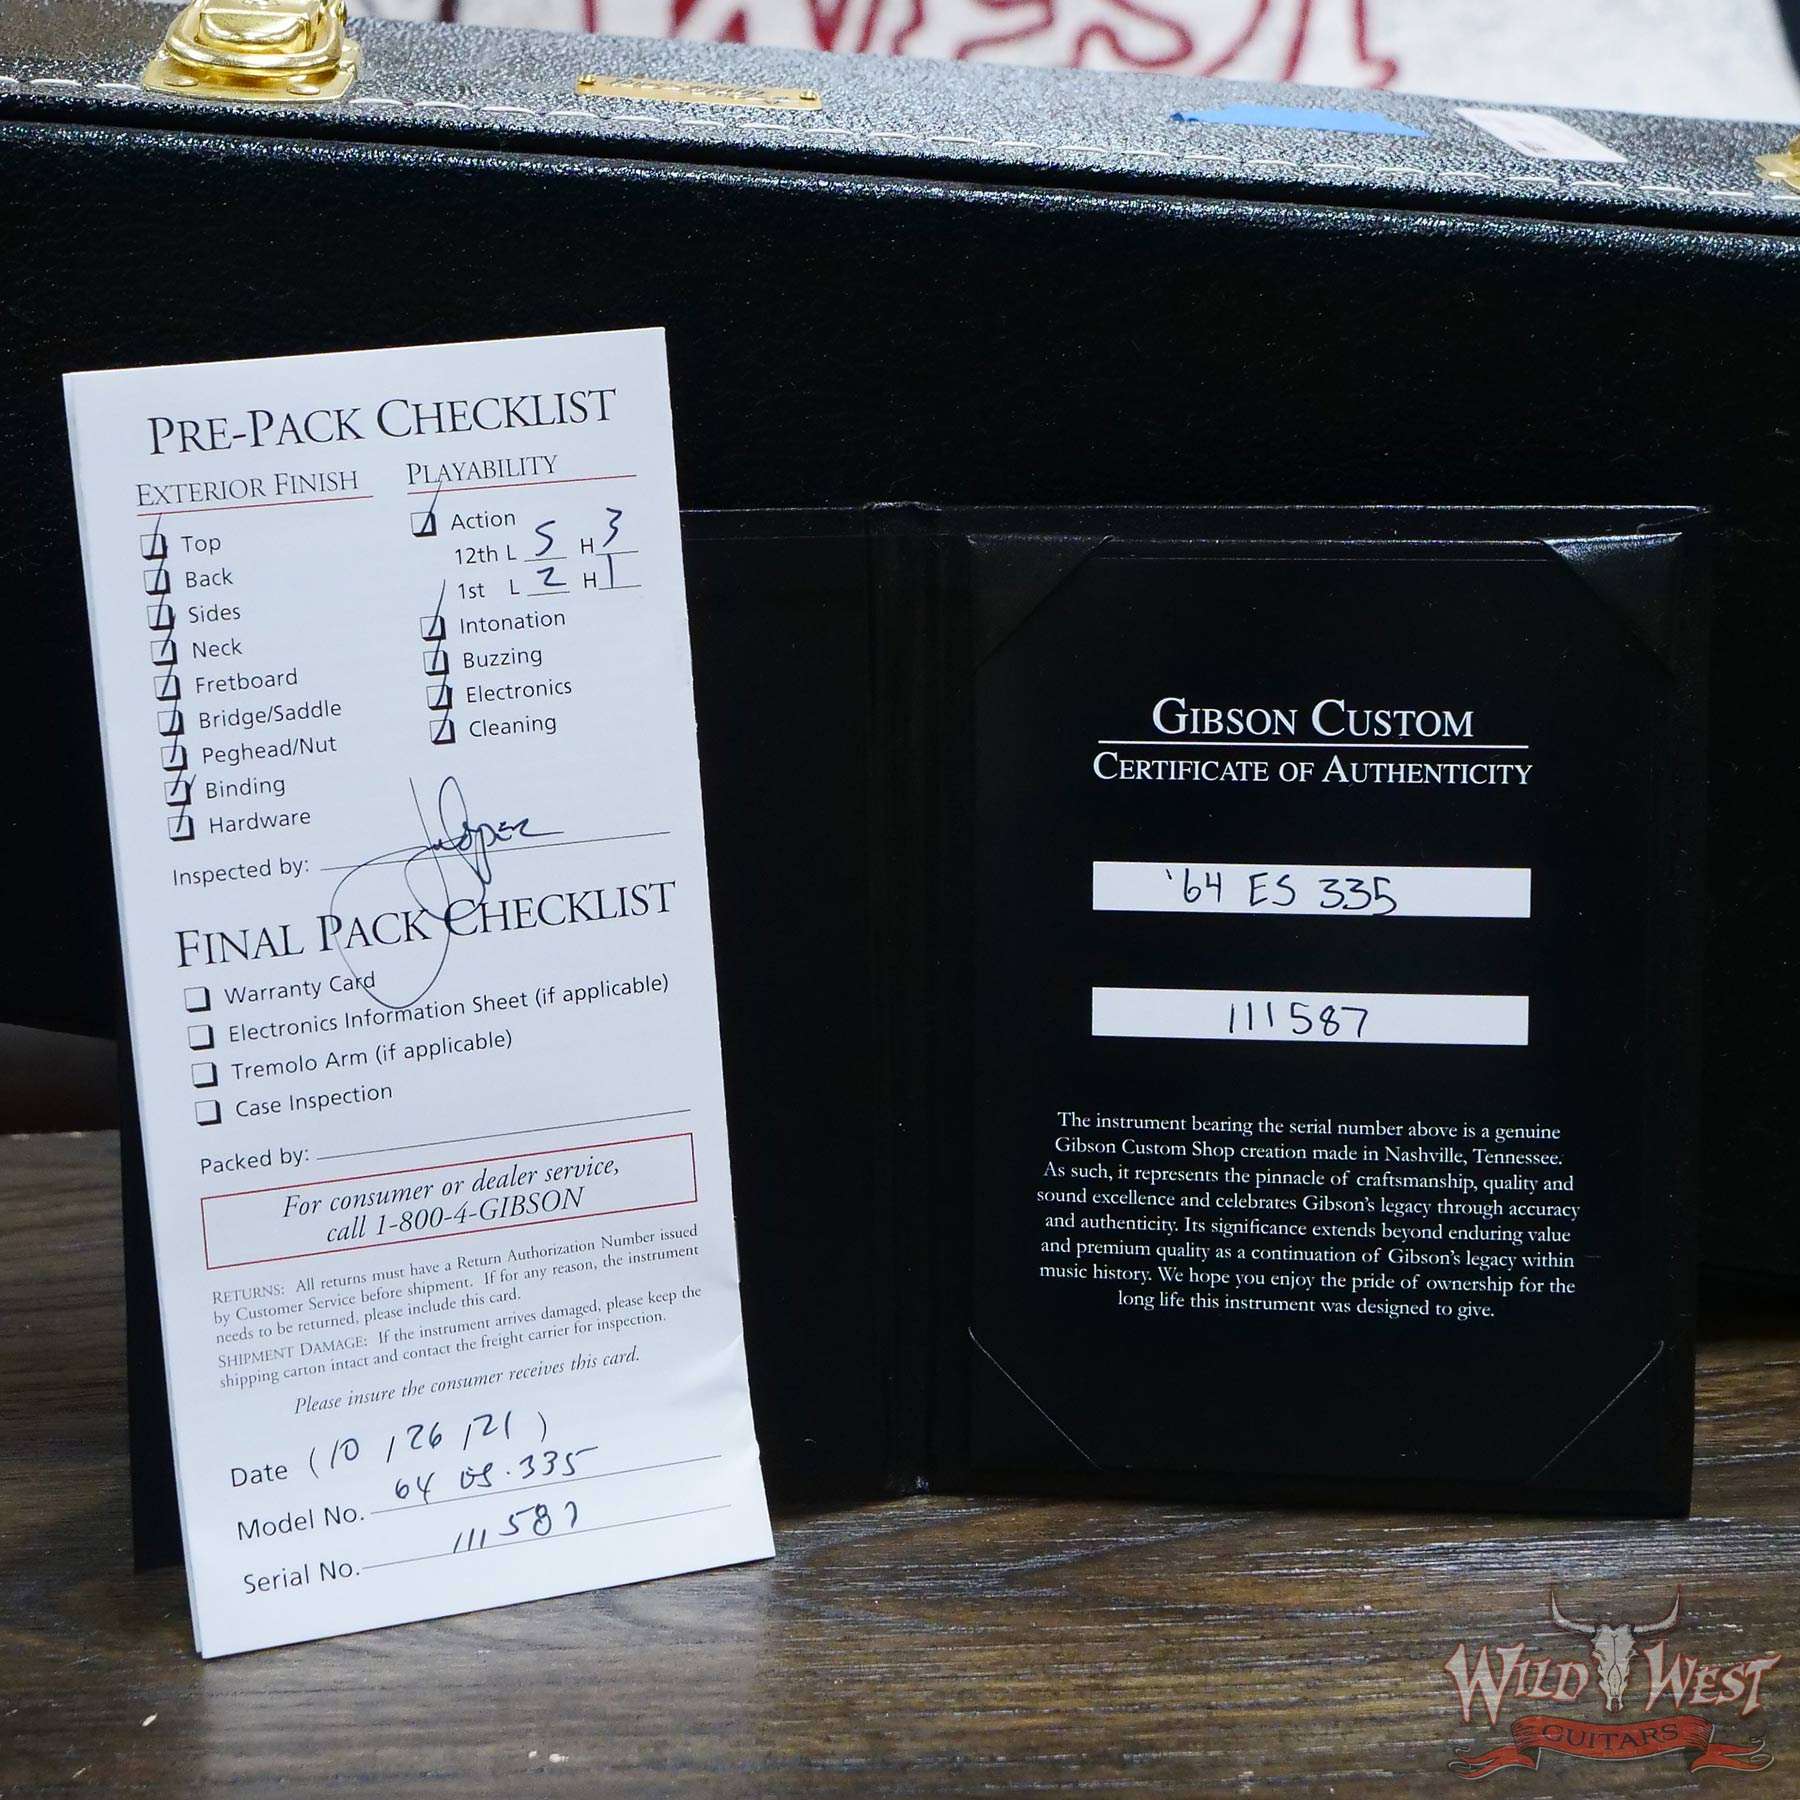 PRE-PACK CHECKLIST
EXTERIOR FINISH
Top
Back
Sides
Neck
Fretboard
Bridge/Saddle
Peghead/Nut
Binding
Hardware
PLAYABILITY
Action
12th L 5 H 3
1st L 2 H 1
Intonation
Buzzing
Electronics
Cleaning
Inspected by:
FINAL PACK CHECKLIST
Warranty Card
Electronics Information Sheet (if applicable)
Tremolo Arm (if applicable)
Case Inspection
Packed by:
For consumer or dealer service,
call 1-800-4-GIBSON
RETURNS: All returns must have a Return Authorization Number issued
by Customer Service before shipment. If for any reason, the instrument
needs to be returned, please include this card.
SHIPMENT DAMAGE: If the instrument arrives damaged, please keep the
shipping carton intact and contact the freight carrier for inspection.
Please insure the consumer receives this card.
Date (10/26/21)
Model No. 64 ES.335
Serial No. 111587
GIBSON CUSTOM
CERTIFICATE OF AUTHENTICITY
'64 ES 335
111587
The instrument bearing the serial number above is a genuine
Gibson Custom Shop creation made in Nashville, Tennessee.
As such, it represents the pinnacle of craftsmanship, quality and
sound excellence and celebrates Gibson's legacy through accuracy
and authenticity. Its significance extends beyond enduring value
and premium quality as a continuation of Gibson's legacy within
music history. We hope you enjoy the pride of ownership for the
long life this instrument was designed to give.
WILD WEST
GUITARS